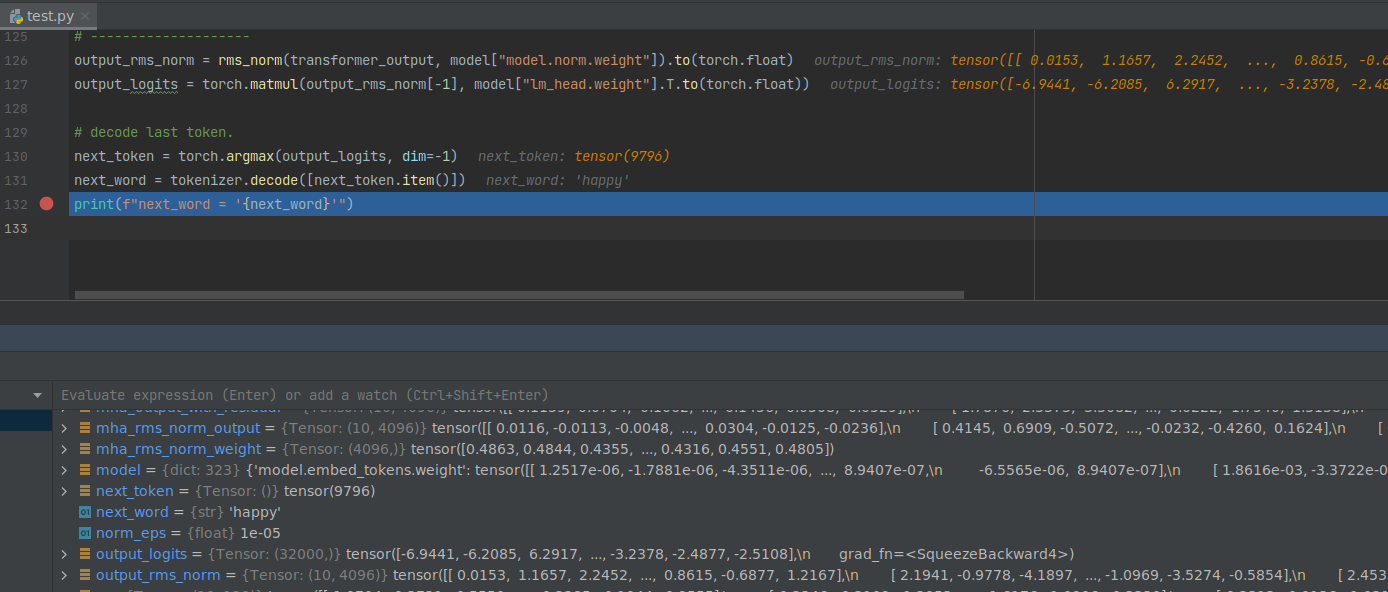 test.py
125 # --------------------
126 output_rms_norm = rms_norm(transformer_output, model["model.norm.weight"]).to(torch.float) output_rms_norm: tensor([[ 0.0153, 1.1657, 2.2452, ..., 0.8615, -0.6
127 output_logits = torch.matmul(output_rms_norm[-1], model["lm_head.weight"].T.to(torch.float)) output_logits: tensor([-6.9441, -6.2085, 6.2917, ..., -3.2378, -2.48
128
129 # decode last token.
130 next_token = torch.argmax(output_logits, dim=-1) next_token: tensor(9796)
131 next_word = tokenizer.decode([next_token.item()]) next_word: 'happy'
132 print(f"next_word = '{next_word}'")
133
Evaluate expression (Enter) or add a watch (Ctrl+Shift+Enter)
mha_rms_norm_output = {Tensor: (10, 4096)} tensor([[ 0.0116, -0.0113, -0.0048, ..., 0.0304, -0.0125, -0.0236],\n [ 0.4145, 0.6909, -0.5072, ..., -0.0232, -0.4260, 0.1624],\n [
mha_rms_norm_weight = {Tensor: (4096,)} tensor([0.4863, 0.4844, 0.4355, ..., 0.4316, 0.4551, 0.4805])
model = {dict: 323} {'model.embed_tokens.weight': tensor([[ 1.2517e-06, -1.7881e-06, -4.3511e-06, ..., 8.9407e-07,\n -6.5565e-06, 8.9407e-07],\n [ 1.8616e-03, -3.3722e-0
next_token = {Tensor: ()} tensor(9796)
next_word = {str} 'happy'
norm_eps = {float} 1e-05
output_logits = {Tensor: (32000,)} tensor([-6.9441, -6.2085, 6.2917, ..., -3.2378, -2.4877, -2.5108],\n grad_fn=<SqueezeBackward4>)
output_rms_norm = {Tensor: (10, 4096)} tensor([[ 0.0153, 1.1657, 2.2452, ..., 0.8615, -0.6877, 1.2167],\n [ 2.1941, -0.9778, -4.1897, ..., -1.0969, -3.5274, -0.5854],\n [ 2.453